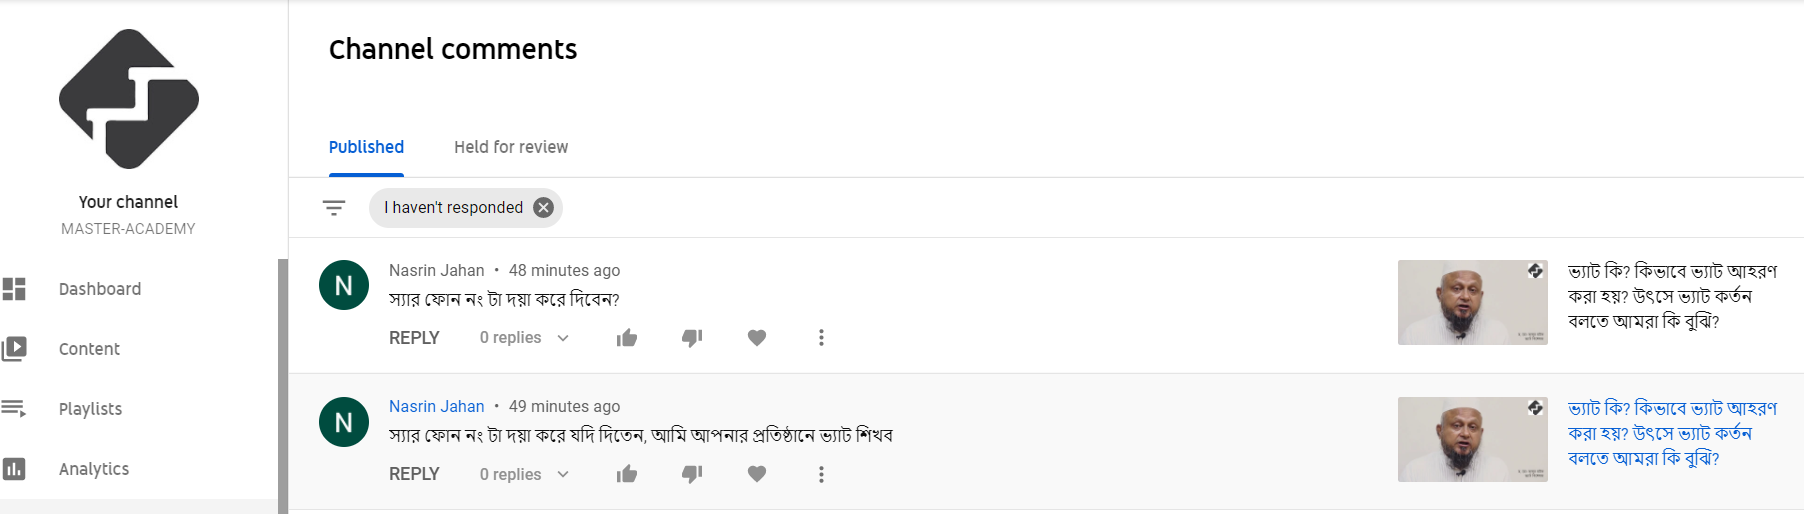 Channel comments
Published
Held for review
Your channel
MASTER-ACADEMY
I haven't responded
Dashboard
Content
Playlists
Analytics
N
Nasrin Jahan • 48 minutes ago
স্যার ফোন নং টা দয়া করে দিবেন?
REPLY 0 replies
ভ্যাট কি? কিভাবে ভ্যাট আহরণ
করা হয়? উৎসে ভ্যাট কর্তন
বলতে আমরা কি বুঝি?
N
Nasrin Jahan • 49 minutes ago
স্যার ফোন নং টা দয়া করে যদি দিতেন, আমি আপনার প্রতিষ্ঠানে ভ্যাট শিখব
REPLY 0 replies
ভ্যাট কি? কিভাবে ভ্যাট আহরণ
করা হয়? উৎসে ভ্যাট কর্তন
বলতে আমরা কি বুঝি?